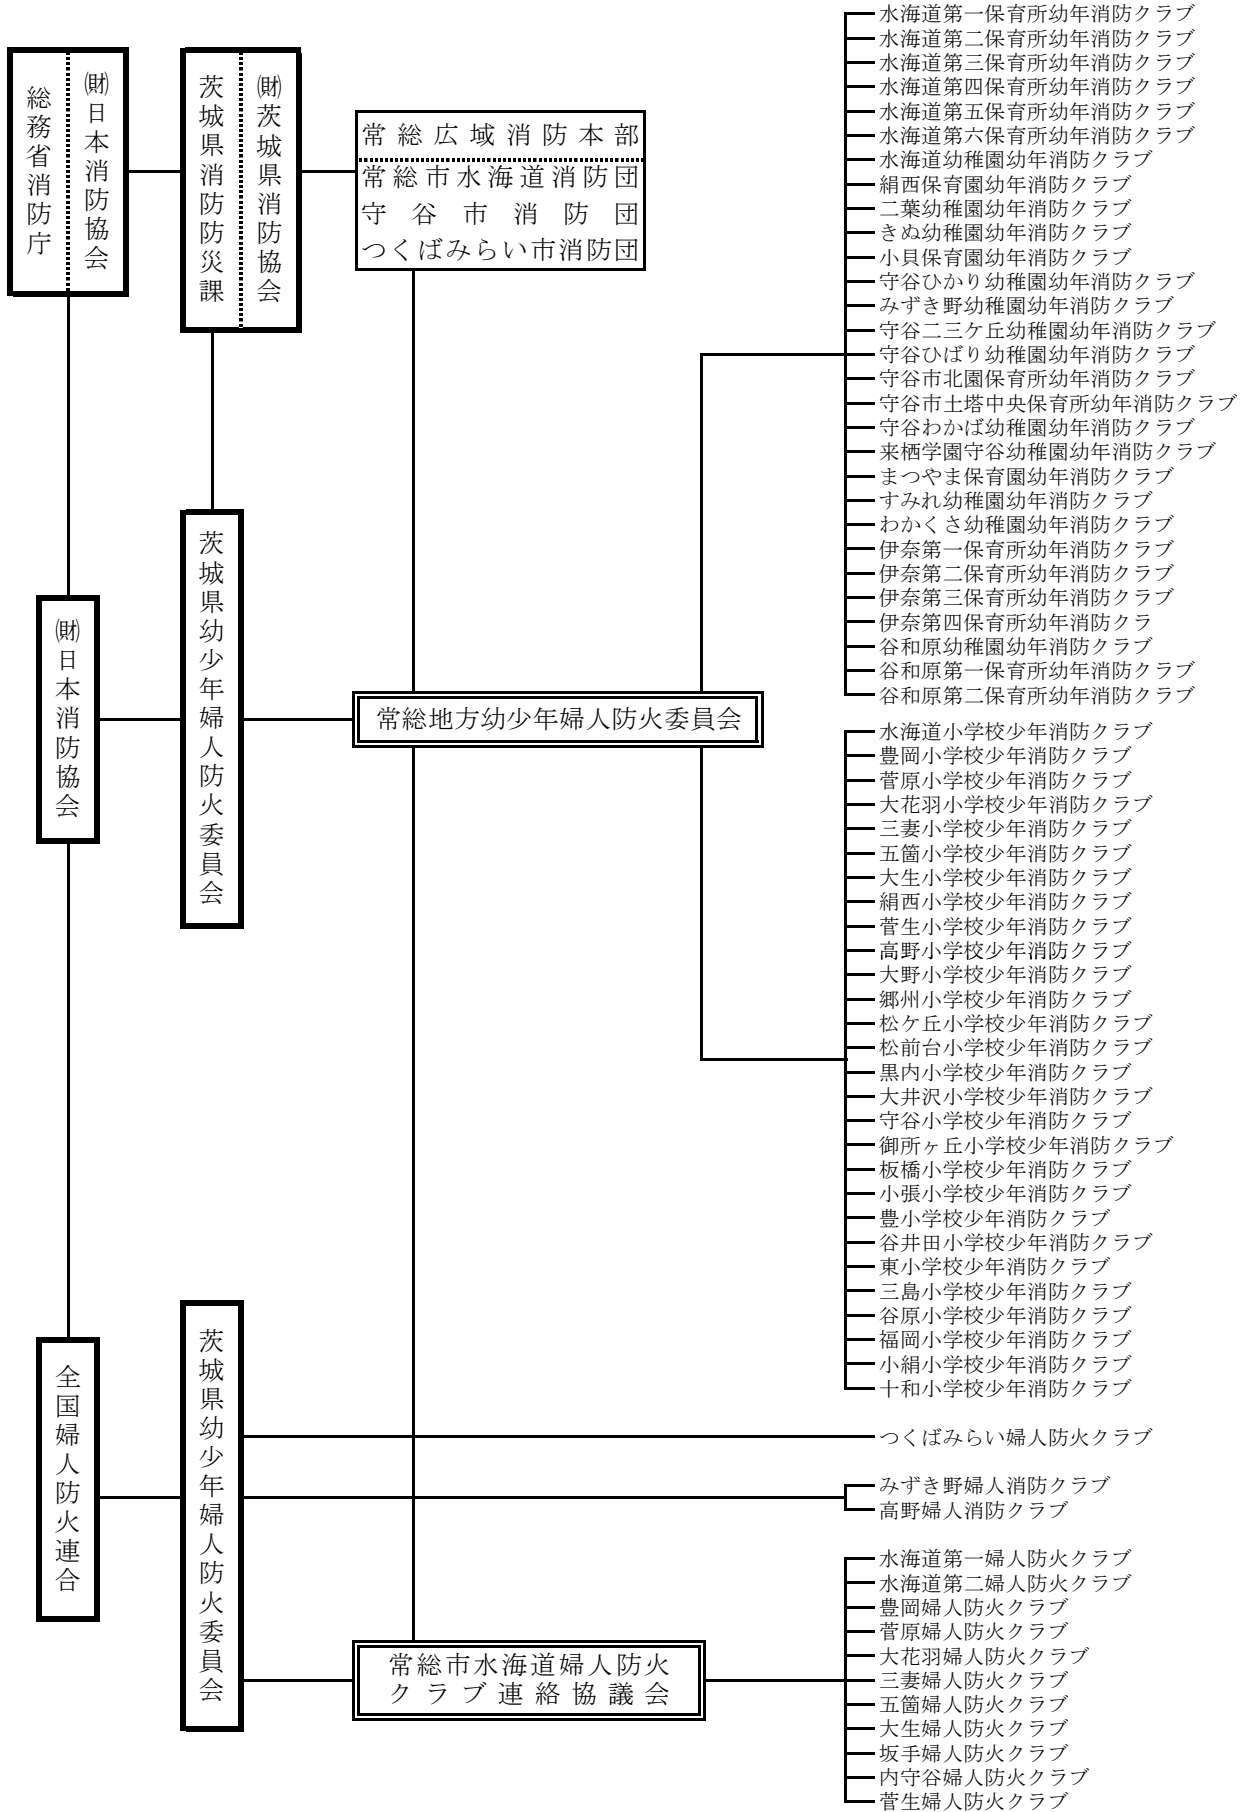 総務省消防庁
㈶日本消防協会
茨城県消防防災課
㈶茨城県消防協会
常総広域消防本部
常総市水海道消防団
守谷市消防団
つくばみらい市消防団
㈶日本消防協会
茨城県幼少年婦人防火委員会
常総地方幼少年婦人防火委員会
全国婦人防火連合
茨城県幼少年婦人防火委員会
常総市水海道婦人防火
クラブ連絡協議会
水海道第一保育所幼年消防クラブ
水海道第二保育所幼年消防クラブ
水海道第三保育所幼年消防クラブ
水海道第四保育所幼年消防クラブ
水海道第五保育所幼年消防クラブ
水海道第六保育所幼年消防クラブ
水海道幼稚園幼年消防クラブ
絹西保育園幼年消防クラブ
二葉幼稚園幼年消防クラブ
きぬ幼稚園幼年消防クラブ
小貝保育園幼年消防クラブ
守谷ひかり幼稚園幼年消防クラブ
みずき野幼稚園幼年消防クラブ
守谷二三ケ丘幼稚園幼年消防クラブ
守谷ひばり幼稚園幼年消防クラブ
守谷市北園保育所幼年消防クラブ
守谷市土塔中央保育所幼年消防クラブ
守谷わかば幼稚園幼年消防クラブ
来栖学園守谷幼稚園幼年消防クラブ
まつやま保育園幼年消防クラブ
すみれ幼稚園幼年消防クラブ
わかくさ幼稚園幼年消防クラブ
伊奈第一保育所幼年消防クラブ
伊奈第二保育所幼年消防クラブ
伊奈第三保育所幼年消防クラブ
伊奈第四保育所幼年消防クラ
谷和原幼稚園幼年消防クラブ
谷和原第一保育所幼年消防クラブ
谷和原第二保育所幼年消防クラブ
水海道小学校少年消防クラブ
豊岡小学校少年消防クラブ
菅原小学校少年消防クラブ
大花羽小学校少年消防クラブ
三妻小学校少年消防クラブ
五箇小学校少年消防クラブ
大生小学校少年消防クラブ
絹西小学校少年消防クラブ
菅生小学校少年消防クラブ
高野小学校少年消防クラブ
大野小学校少年消防クラブ
郷州小学校少年消防クラブ
松ケ丘小学校少年消防クラブ
松前台小学校少年消防クラブ
黒内小学校少年消防クラブ
大井沢小学校少年消防クラブ
守谷小学校少年消防クラブ
御所ヶ丘小学校少年消防クラブ
板橋小学校少年消防クラブ
小張小学校少年消防クラブ
豊小学校少年消防クラブ
谷井田小学校少年消防クラブ
東小学校少年消防クラブ
三島小学校少年消防クラブ
谷原小学校少年消防クラブ
福岡小学校少年消防クラブ
小絹小学校少年消防クラブ
十和小学校少年消防クラブ
つくばみらい婦人防火クラブ
みずき野婦人消防クラブ
高野婦人消防クラブ
水海道第一婦人防火クラブ
水海道第二婦人防火クラブ
豊岡婦人防火クラブ
菅原婦人防火クラブ
大花羽婦人防火クラブ
三妻婦人防火クラブ
五箇婦人防火クラブ
大生婦人防火クラブ
坂手婦人防火クラブ
内守谷婦人防火クラブ
菅生婦人防火クラブ